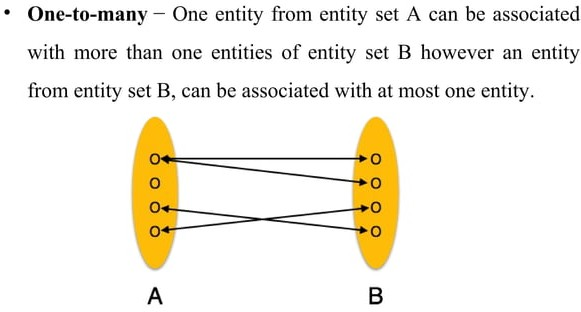 • One-to-many − One entity from entity set A can be associated
with more than one entities of entity set B however an entity
from entity set B, can be associated with at most one entity.
A
B